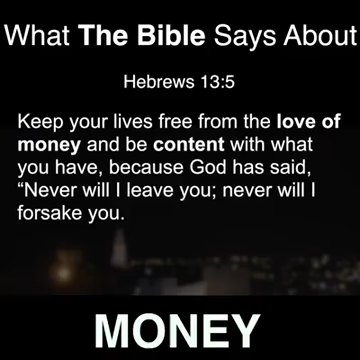 What The Bible Says About
Hebrews 13:5
Keep your lives free from the love of
money and be content with what
you have, because God has said,
“Never will I leave you; never will I
forsake you.
MONEY